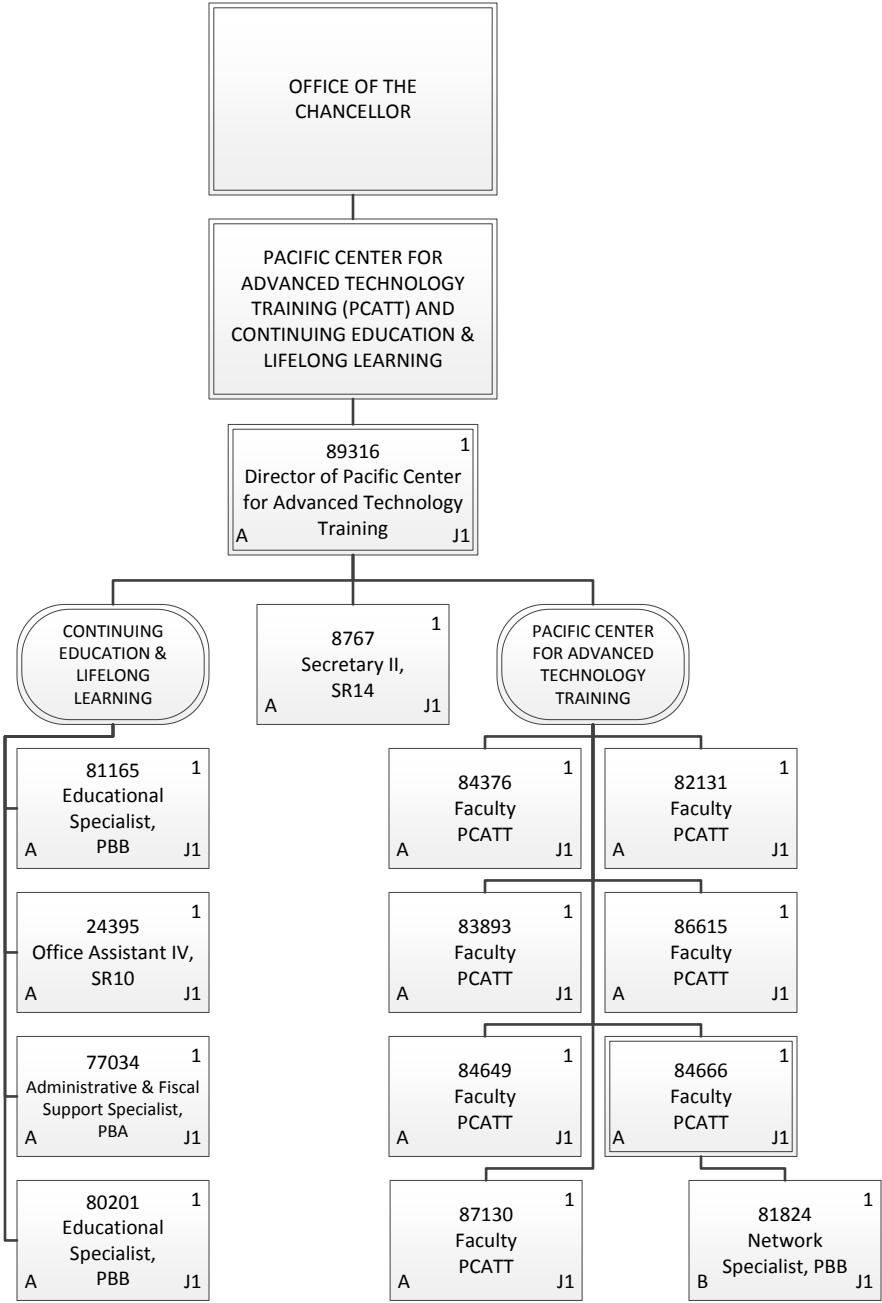 OFFICE OF THE
CHANCELLOR
PACIFIC CENTER FOR
ADVANCED TECHNOLOGY
TRAINING (PCATT) AND
CONTINUING EDUCATION &
LIFELONG LEARNING
89316 1
Director of Pacific Center
for Advanced Technology
Training
A J1
CONTINUING
EDUCATION &
LIFELONG
LEARNING
8767 1
Secretary II,
SR14
A J1
PACIFIC CENTER
FOR ADVANCED
TECHNOLOGY
TRAINING
81165 1
Educational
Specialist,
PBB
A J1
24395 1
Office Assistant IV,
SR10
A J1
77034 1
Administrative & Fiscal
Support Specialist,
PBA
A J1
80201 1
Educational
Specialist,
PBB
A J1
84376 1
Faculty
PCATT
A J1
82131 1
Faculty
PCATT
A J1
83893 1
Faculty
PCATT
A J1
86615 1
Faculty
PCATT
A J1
84649 1
Faculty
PCATT
A J1
84666 1
Faculty
PCATT
A J1
87130 1
Faculty
PCATT
A J1
81824 1
Network
Specialist, PBB
B J1